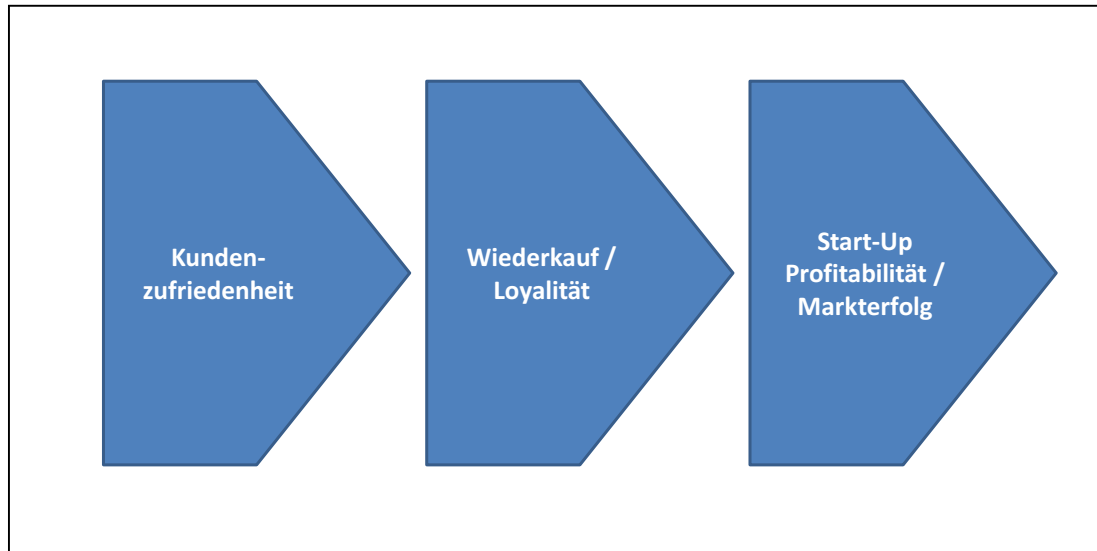 Kunden-
zufriedenheit
Wiederkauf /
Loyalität
Start-Up
Profitabilität /
Markterfolg